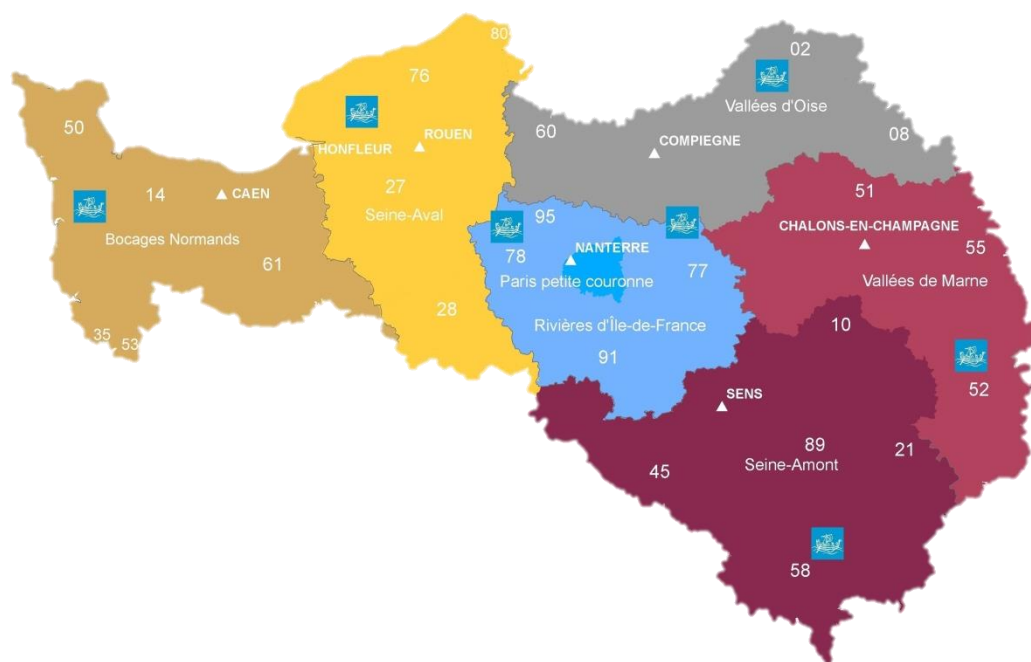 80
76
ROUEN
HONFLEUR
27
Seine-Aval
28
50
14
CAEN
Bocages Normands
61
35
53
02
Vallées d'Oise
60
COMPIEGNE
08
51
CHALONS-EN-CHAMPAGNE
55
Vallées de Marne
52
95
78
NANTERRE
77
Paris petite couronne
Rivières d'Île-de-France
91
10
SENS
89
21
45
Seine-Amont
58